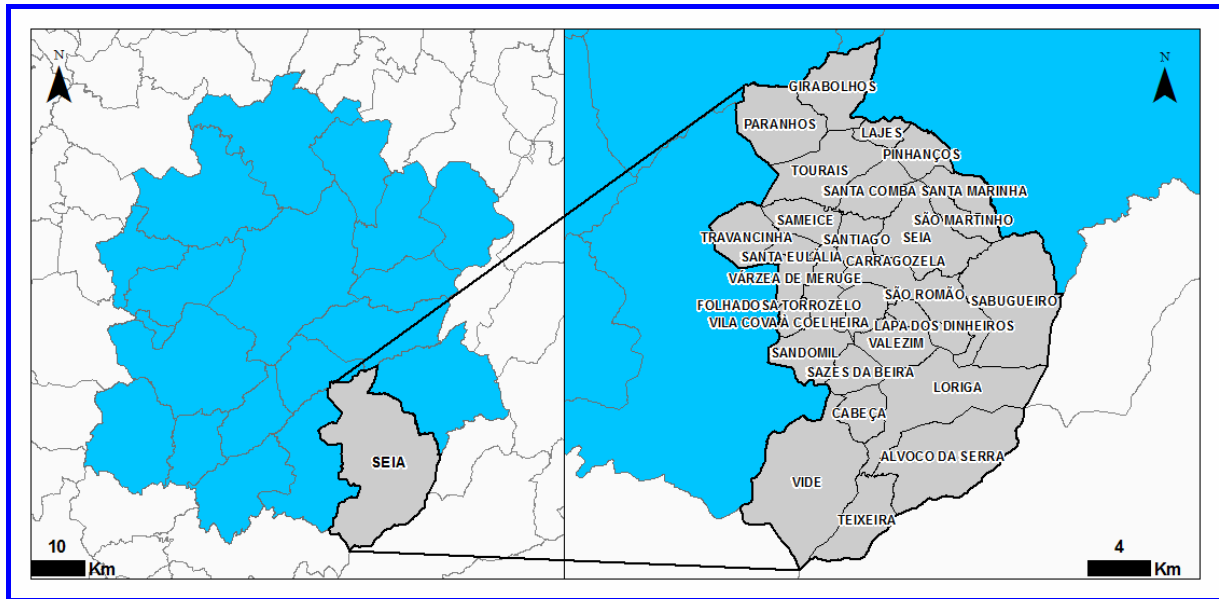 N
SEIA
10
Km
N
GIRABOLHOS
PARANHOS
LAJES
PINHANÇOS
TOURAIS
SANTA COMBA
SANTA MARINHA
SAMEICE
SÃO MARTINHO
TRAVANCINHA
SANTIAGO
SEIA
SANTA EULÁLIA
CARRAGOZELA
VÁRZEA DE MERUGE
SÃO ROMÃO
SABUGUEIRO
FOLHADOSA
TORROZELO
VILA COVA À COELHEIRA
LAPA DOS DINHEIROS
VALEZIM
SANDOMIL
SAZES DA BEIRA
LORIGA
CABEÇA
ALVOCO DA SERRA
VIDE
TEIXEIRA
4
Km